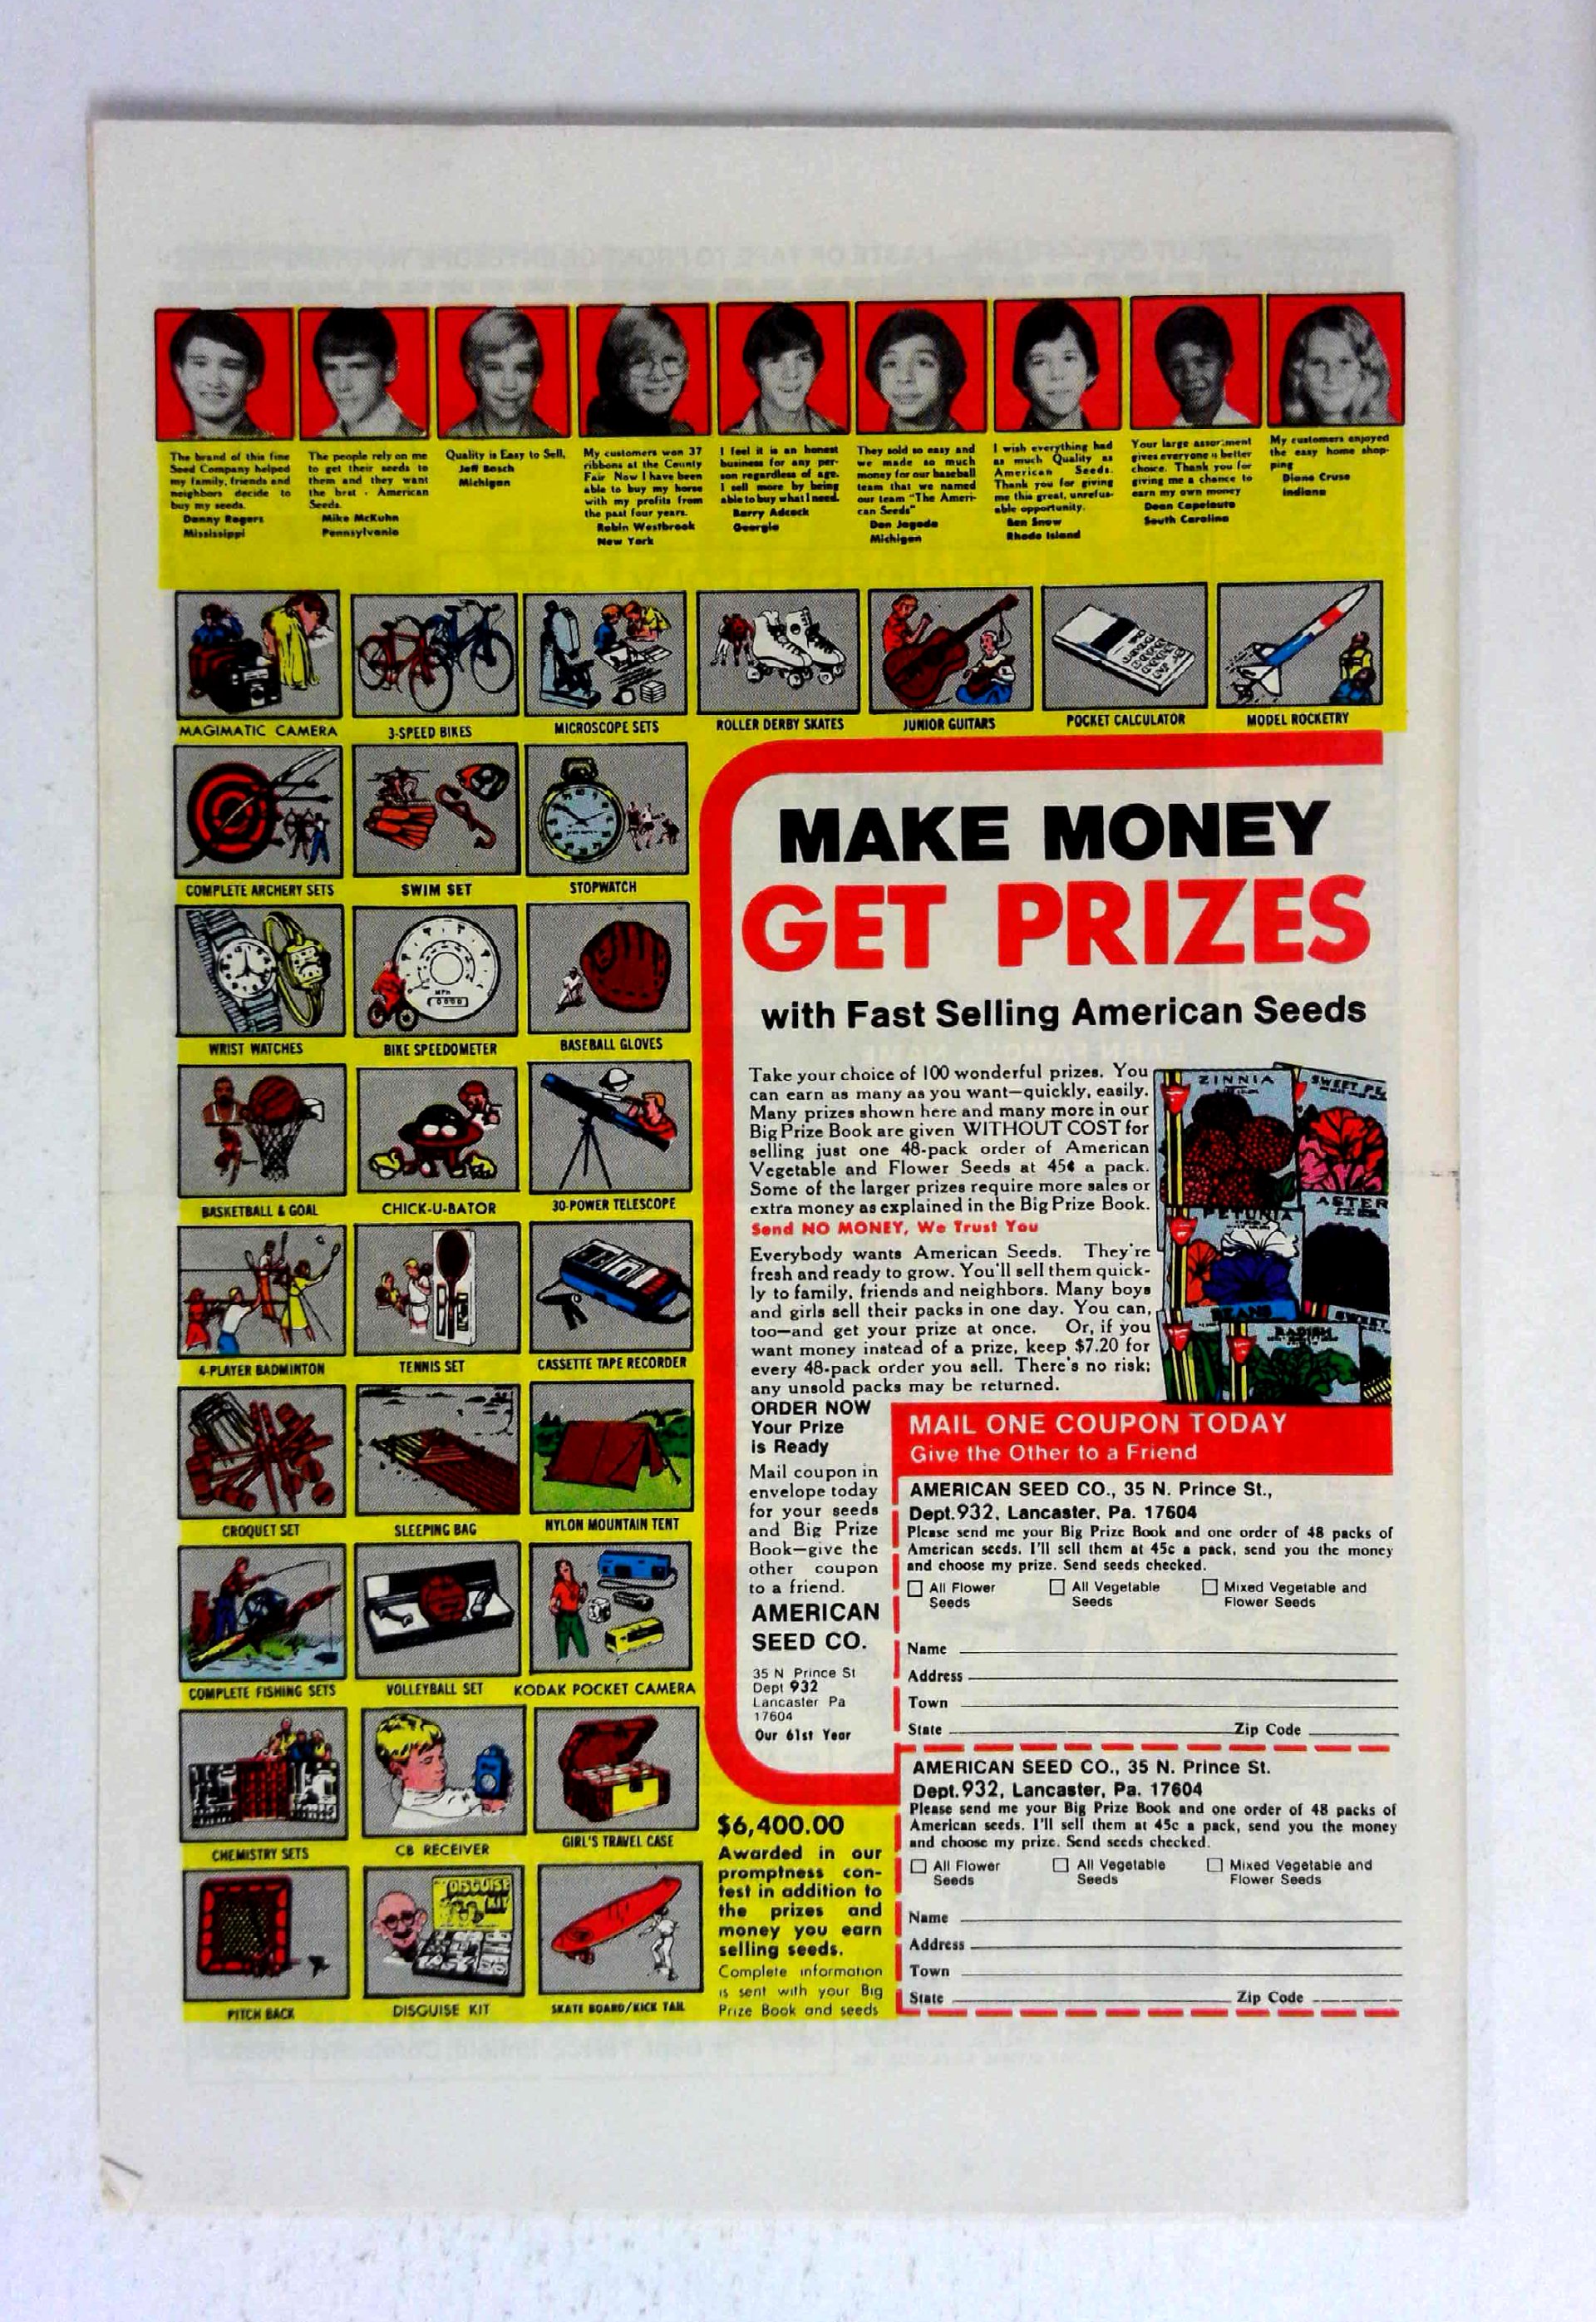 The brand of this fine
Seed Company helped
my family, friends and
neighbors decide to
buy my seeds.
Danny Rogers
Mississippi
The people rely on me
to get their seeds to
them and they want
the brst - American
Seeds.
Mike McKuhn
Pennsylvania
Quality is Easy to Sell.
Jeff Bosch
Michigan
My customers won 37
ribbons at the County
Fair Now I have been
able to buy my horse
with my profits from
the past four years.
Robin Westbrook
New York
I feel it is an honest
business for any per-
son regardless of age.
I sell more by being
able to buy what I need.
Barry Adcock
Georgia
They sold so easy and
we made so much
money for our baseball
team that we named
our team "The Ameri-
can Seeds"
Dan Jagoda
Michigan
I wish everything had
as much Quality as
American Seeds.
Thank you for giving
me this great, unrefus-
able opportunity.
Ben Snow
Rhode Island
Your large assortment
gives everyone a better
choice. Thank you for
giving me a chance to
earn my own money
Dean Capelouto
South Carolina
My customers enjoyed
the easy home shop-
ping
Diane Cruse
Indiana
MAGIMATIC CAMERA
3-SPEED BIKES
MICROSCOPE SETS
ROLLER DERBY SKATES
JUNIOR GUITARS
POCKET CALCULATOR
MODEL ROCKETRY
COMPLETE ARCHERY SETS
SWIM SET
STOPWATCH
WRIST WATCHES
MPH
0000
BIKE SPEEDOMETER
BASEBALL GLOVES
BASKETBALL & GOAL
CHICK-U-BATOR
30-POWER TELESCOPE
4-PLAYER BADMINTON
TENNIS SET
CASSETTE TAPE RECORDER
CROQUET SET
SLEEPING BAG
NYLON MOUNTAIN TENT
COMPLETE FISHING SETS
VOLLEYBALL SET
KODAK POCKET CAMERA
CHEMISTRY SETS
CB RECEIVER
GIRL'S TRAVEL CASE
DISGUISE
KIT
PITCH BACK
DISGUISE KIT
SKATE BOARD/KICK TAIL
MAKE MONEY
GET PRIZES
with Fast Selling American Seeds
Take your choice of 100 wonderful prizes. You
can earn as many as you want—quickly, easily.
Many prizes shown here and many more in our
Big Prize Book are given WITHOUT COST for
selling just one 48-pack order of American
Vegetable and Flower Seeds at 45¢ a pack.
Some of the larger prizes require more sales or
extra money as explained in the Big Prize Book.
Send NO MONEY, We Trust You
Everybody wants American Seeds. They're
fresh and ready to grow. You'll sell them quick-
ly to family, friends and neighbors. Many boys
and girls sell their packs in one day. You can,
too—and get your prize at once. Or, if you
want money instead of a prize, keep $7.20 for
every 48-pack order you sell. There's no risk;
any unsold packs may be returned.
ZINNIA
SWEET PE
ASTER
PETUNIA
BEANS
RADISH
SWEET
ORDER NOW
Your Prize
is Ready
Mail coupon in
envelope today
for your seeds
and Big Prize
Book—give the
other coupon
to a friend.
AMERICAN
SEED CO.
35 N Prince St
Dept 932
Lancaster Pa
17604
Our 61st Year
MAIL ONE COUPON TODAY
Give the Other to a Friend
AMERICAN SEED CO., 35 N. Prince St.,
Dept. 932, Lancaster, Pa. 17604
Please send me your Big Prize Book and one order of 48 packs of
American seeds. I'll sell them at 45c a pack, send you the money
and choose my prize. Send seeds checked.
All Flower Seeds
All Vegetable Seeds
Mixed Vegetable and Flower Seeds
Name
Address
Town
State Zip Code
AMERICAN SEED CO., 35 N. Prince St.
Dept. 932, Lancaster, Pa. 17604
Please send me your Big Prize Book and one order of 48 packs of
American seeds. I'll sell them at 45c a pack, send you the money
and choose my prize. Send seeds checked.
All Flower Seeds
All Vegetable Seeds
Mixed Vegetable and Flower Seeds
Name
Address
Town
State Zip Code
$6,400.00
Awarded in our
promptness con-
test in addition to
the prizes and
money you earn
selling seeds.
Complete information
is sent with your Big
Prize Book and seeds